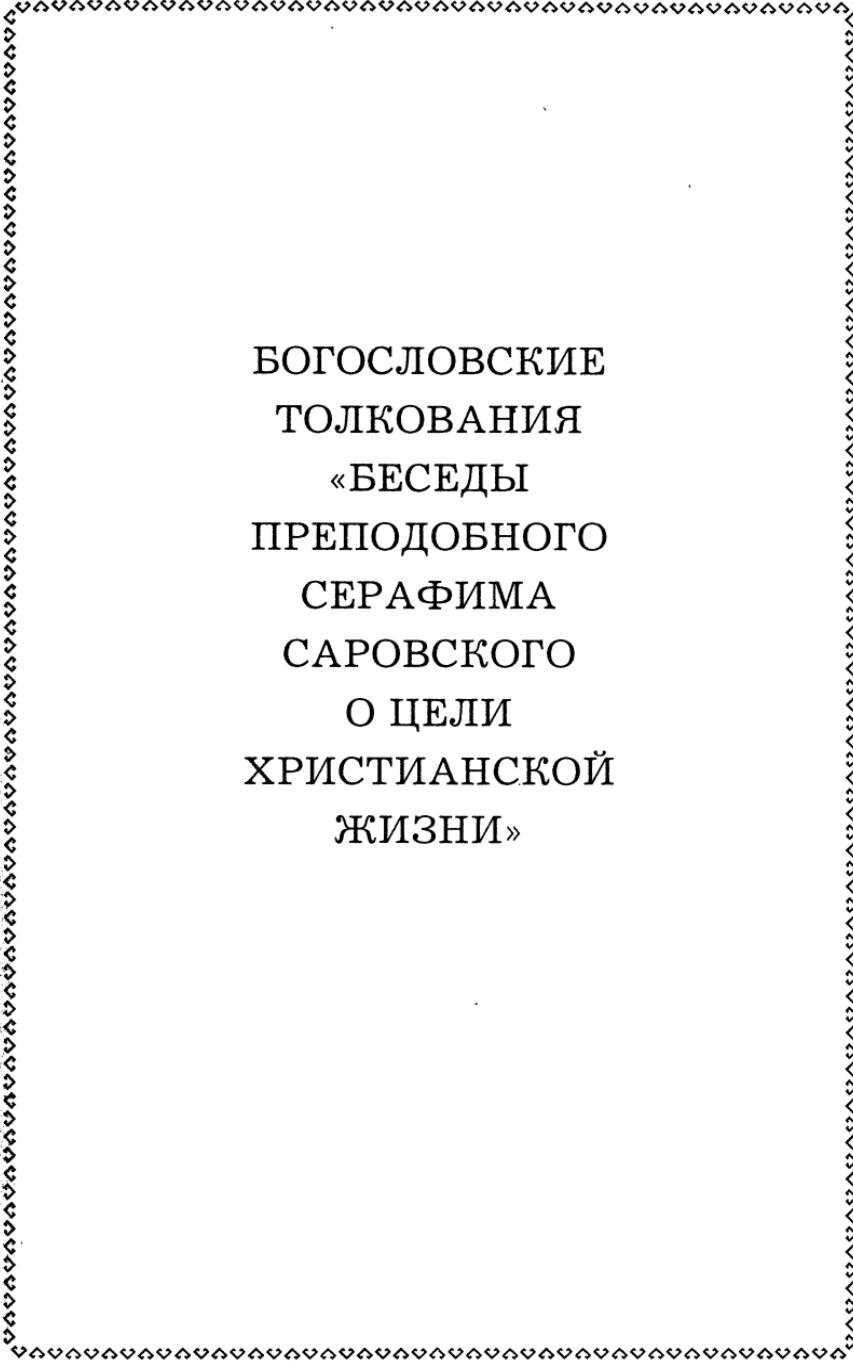 БОГОСЛОВСКИЕ
ТОЛКОВАНИЯ
«БЕСЕДЫ
ПРЕПОДОБНОГО
СЕРАФИМА
САРОВСКОГО
О ЦЕЛИ
ХРИСТИАНСКОЙ
ЖИЗНИ»